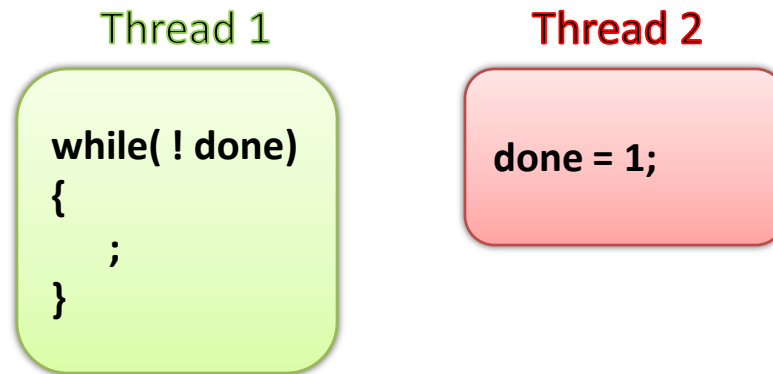 Thread 1
while( ! done)
{
;
}
Thread 2
done = 1;